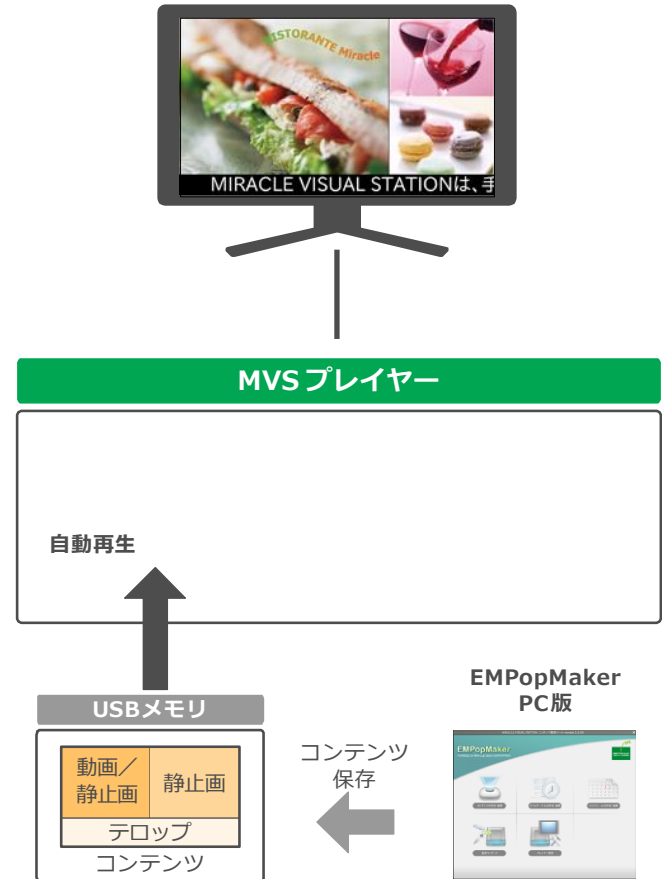 RISTORANTE Miracle
MIRACLE VISUAL STATIONは、手
MVSプレイヤー
自動再生
EMPopMaker
PC版
USBメモリ
動画／
静止画
静止画
テロップ
コンテンツ
コンテンツ
保存
EMPopMaker